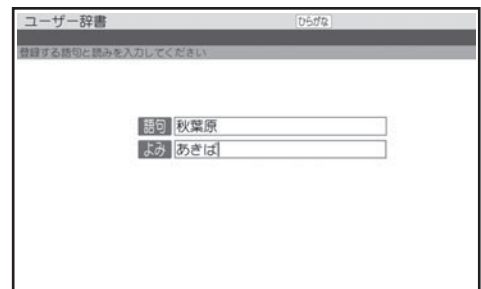 ユーザー辞書 ひらがな
登録する語句と読みを入力してください
語句 秋葉原
よみ あきば